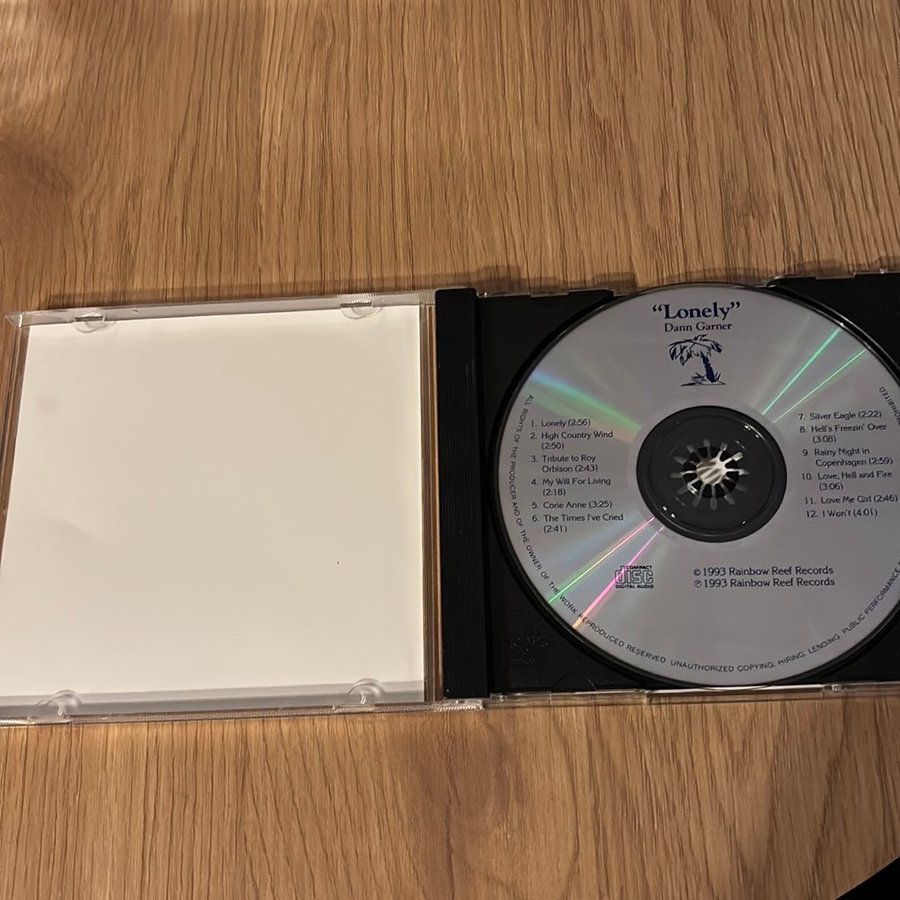 “Lonely”
Dann Garner
1. Lonely (2:56)
2. High Country Wind
(2:50)
3. Tribute to Roy
Orbison (2:43)
4. My Will For Living
(2:18)
5. Corie Anne (3:25)
6. The Times I've Cried
(2:41)
7. Silver Eagle (2:22)
8. Hell's Freezin' Over
(3:08)
9. Rainy Night in
Copenhagen (2:59)
10. Love, Hell and Fire
(3:06)
11. Love Me Girl (2:46)
12. I Won't (4:01)
COMPACT
disc
DIGITAL AUDIO
© 1993 Rainbow Reef Records
℗ 1993 Rainbow Reef Records
ALL RIGHTS OF THE PRODUCER AND OF THE OWNER OF THE WORK REPRODUCED RESERVED UNAUTHORIZED COPYING, HIRING, LENDING, PUBLIC PERFORMANCE